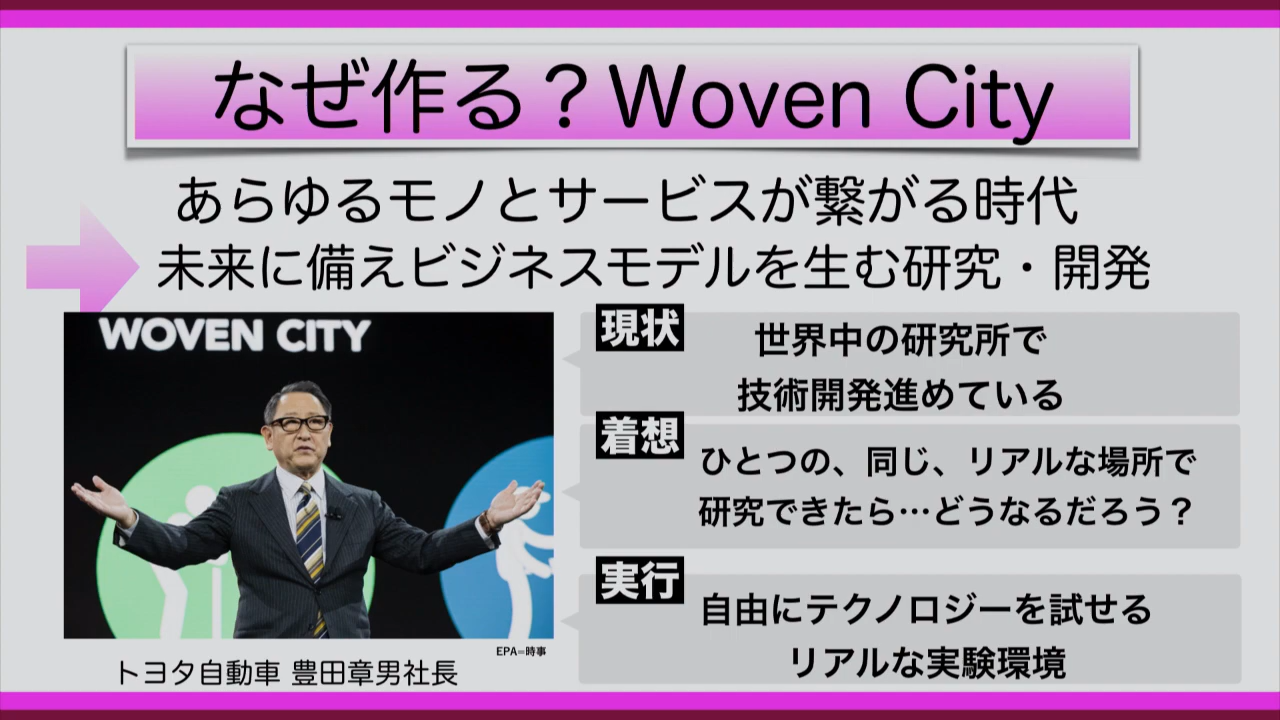 なぜ作る？Woven City
あらゆるモノとサービスが繋がる時代
未来に備えビジネスモデルを生む研究・開発
WOVEN CITY
EPA=時事
トヨタ自動車 豊田章男社長
現状
世界中の研究所で
技術開発進めている
着想
ひとつの、同じ、リアルな場所で
研究できたら…どうなるだろう？
実行
自由にテクノロジーを試せる
リアルな実験環境